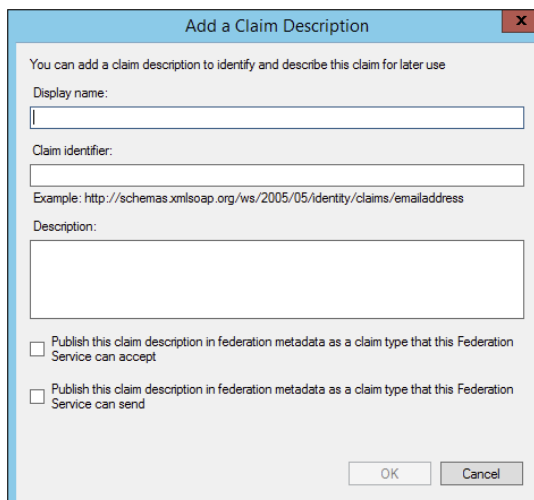 Add a Claim Description
x
You can add a claim description to identify and describe this claim for later use
Display name:
Claim identifier:
Example: http://schemas.xmlsoap.org/ws/2005/05/identity/claims/emailaddress
Description:
Publish this claim description in federation metadata as a claim type that this Federation
Service can accept
Publish this claim description in federation metadata as a claim type that this Federation
Service can send
OK
Cancel